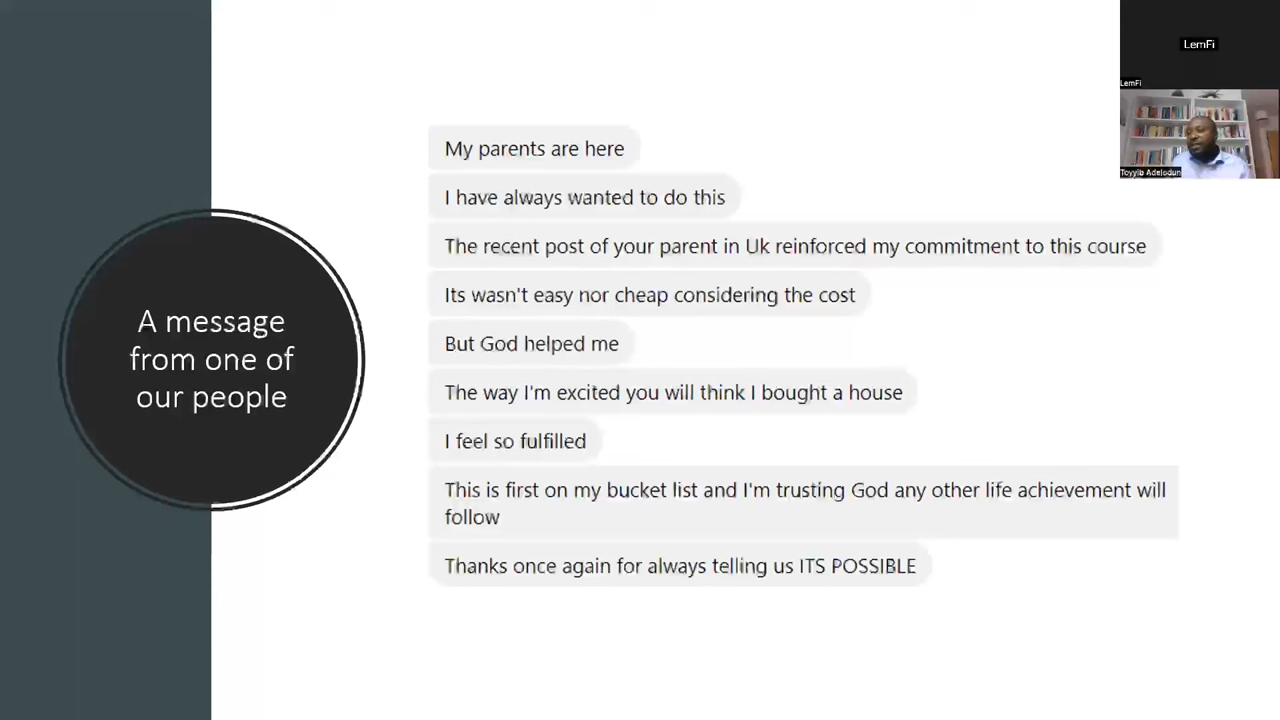 LemFi
LemFi
Toyyib Adelodun
My parents are here
I have always wanted to do this
The recent post of your parent in Uk reinforced my commitment to this course
Its wasn't easy nor cheap considering the cost
But God helped me
The way I'm excited you will think I bought a house
I feel so fulfilled
This is first on my bucket list and I'm trusting God any other life achievement will
follow
Thanks once again for always telling us ITS POSSIBLE
A message
from one of
our people